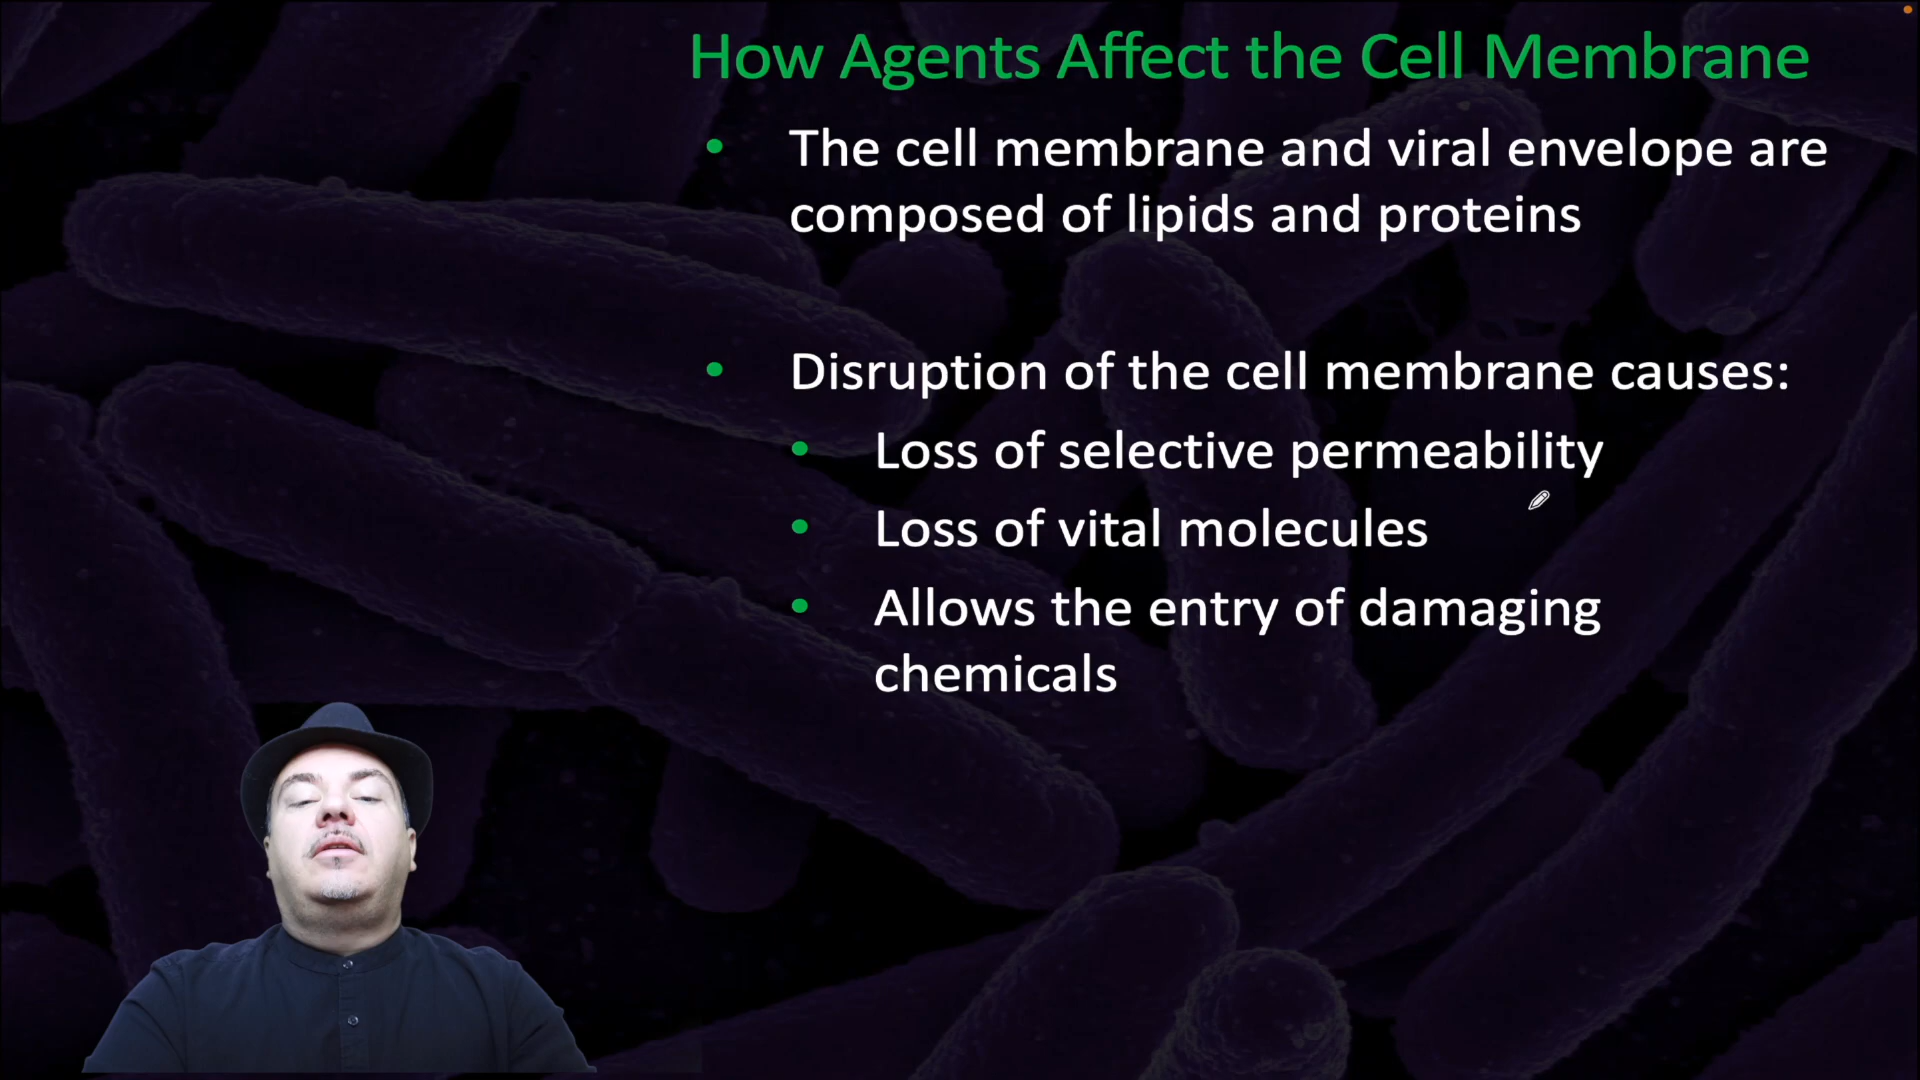 How Agents Affect the Cell Membrane
• The cell membrane and viral envelope are
composed of lipids and proteins
• Disruption of the cell membrane causes:
• Loss of selective permeability
• Loss of vital molecules
• Allows the entry of damaging
chemicals